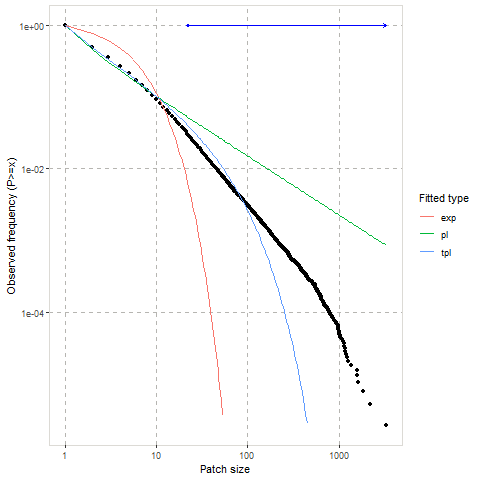 1e+00
1e-02
1e-04
Observed frequency (P>=x)
1
10
100
1000
Patch size
Fitted type
exp
pl
tpl